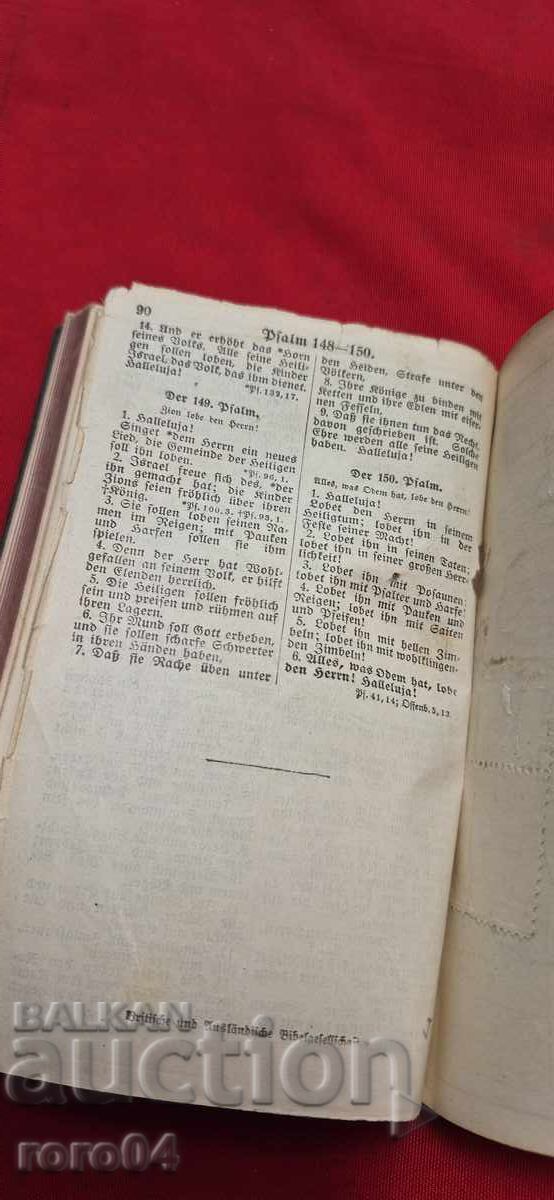 90
Psalm 148—150.
14. Und er erhöht das *Horn
seines Volks. Alle seine Heili-
gen sollen loben, die Kinder
Israel, das Volk, das ihm dienet.
Halleluja! *Ps. 132, 17.
Der 149. Psalm.
Zion lobe den Herrn!
1. Halleluja!
Singet *dem Herrn ein neues
Lied, die Gemeinde der Heiligen
soll ihn loben. *Ps. 96, 1.
2. Israel freue sich des, *der
ihn gemacht hat; die Kinder
Zions seien fröhlich über ihren
†König. *Ps. 100, 3. †Ps. 93, 1.
3. Sie sollen loben seinen Na-
men im Reigen; mit Pauken
und Harfen sollen sie ihm
spielen.
4. Denn der Herr hat Wohl-
gefallen an seinem Volk, er hilft
den Elenden herrlich.
5. Die Heiligen sollen fröhlich
sein und preisen und rühmen auf
ihren Lagern.
6. Ihr Mund soll Gott erheben,
und sie sollen scharfe Schwerter
in ihren Händen haben.
7. Daß sie Rache üben unter
den Heiden, Strafe unter den
Völkern.
8. Ihre Könige zu binden mit
Ketten und ihre Edlen mit eiser-
nen Fesseln.
9. Daß sie ihnen tun das Recht,
davon geschrieben ist. Solche
Ehre werden alle seine Heiligen
haben. Halleluja!
Der 150. Psalm.
Alles, was Odem hat, lobe den Herrn!
1. Halleluja!
Lobet den Herrn in seinem
Heiligtum; lobet ihn in der
Feste seiner Macht!
2. Lobet ihn in seinen Taten;
lobet ihn in seiner großen Herr-
lichkeit!
3. Lobet ihn mit Posaunen;
lobet ihn mit Psalter und Harfe!
4. Lobet ihn mit Pauken und
Reigen; lobet ihn mit Saiten
und Pfeifen!
5. Lobet ihn mit hellen Zim-
beln; lobet ihn mit wohlklingen-
den Zimbeln!
6. Alles, was Odem hat, lobe
den Herrn! Halleluja!
Ps. 41, 14; Offenb. 5, 13.
Britische und Ausländische Bibelgesellschaft
BALKAN
auction
roro04